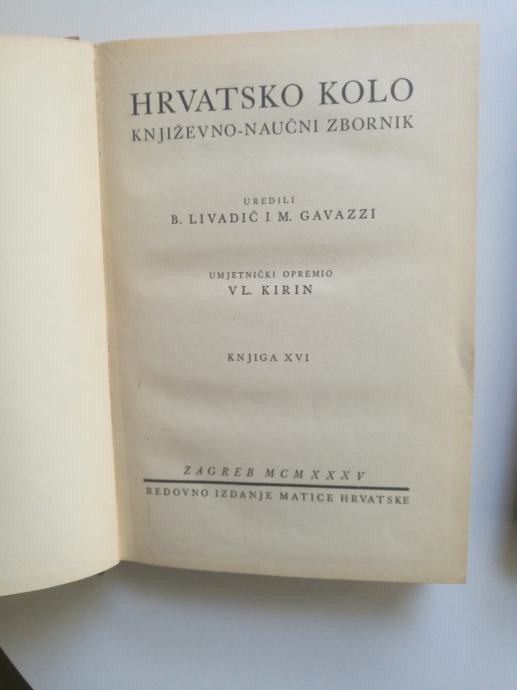 HRVATSKO KOLO
KNJIŽEVNO-NAUČNI ZBORNIK
UREDILI
B. LIVADIĆ I M. GAVAZZI
UMJETNIČKI OPREMIO
VL. KIRIN
KNJIGA XVI
ZAGREB MCMXXXV
REDOVNO IZDANJE MATICE HRVATSKE